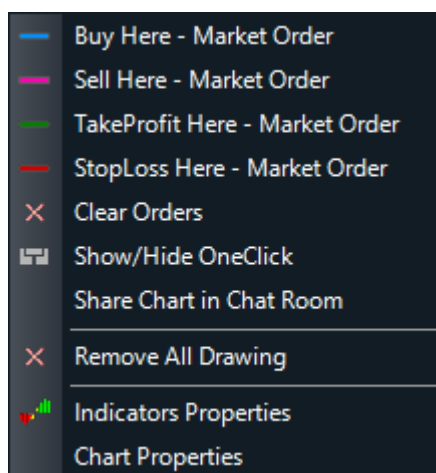 Buy Here - Market Order
Sell Here - Market Order
TakeProfit Here - Market Order
StopLoss Here - Market Order
Clear Orders
Show/Hide OneClick
Share Chart in Chat Room
Remove All Drawing
Indicators Properties
Chart Properties